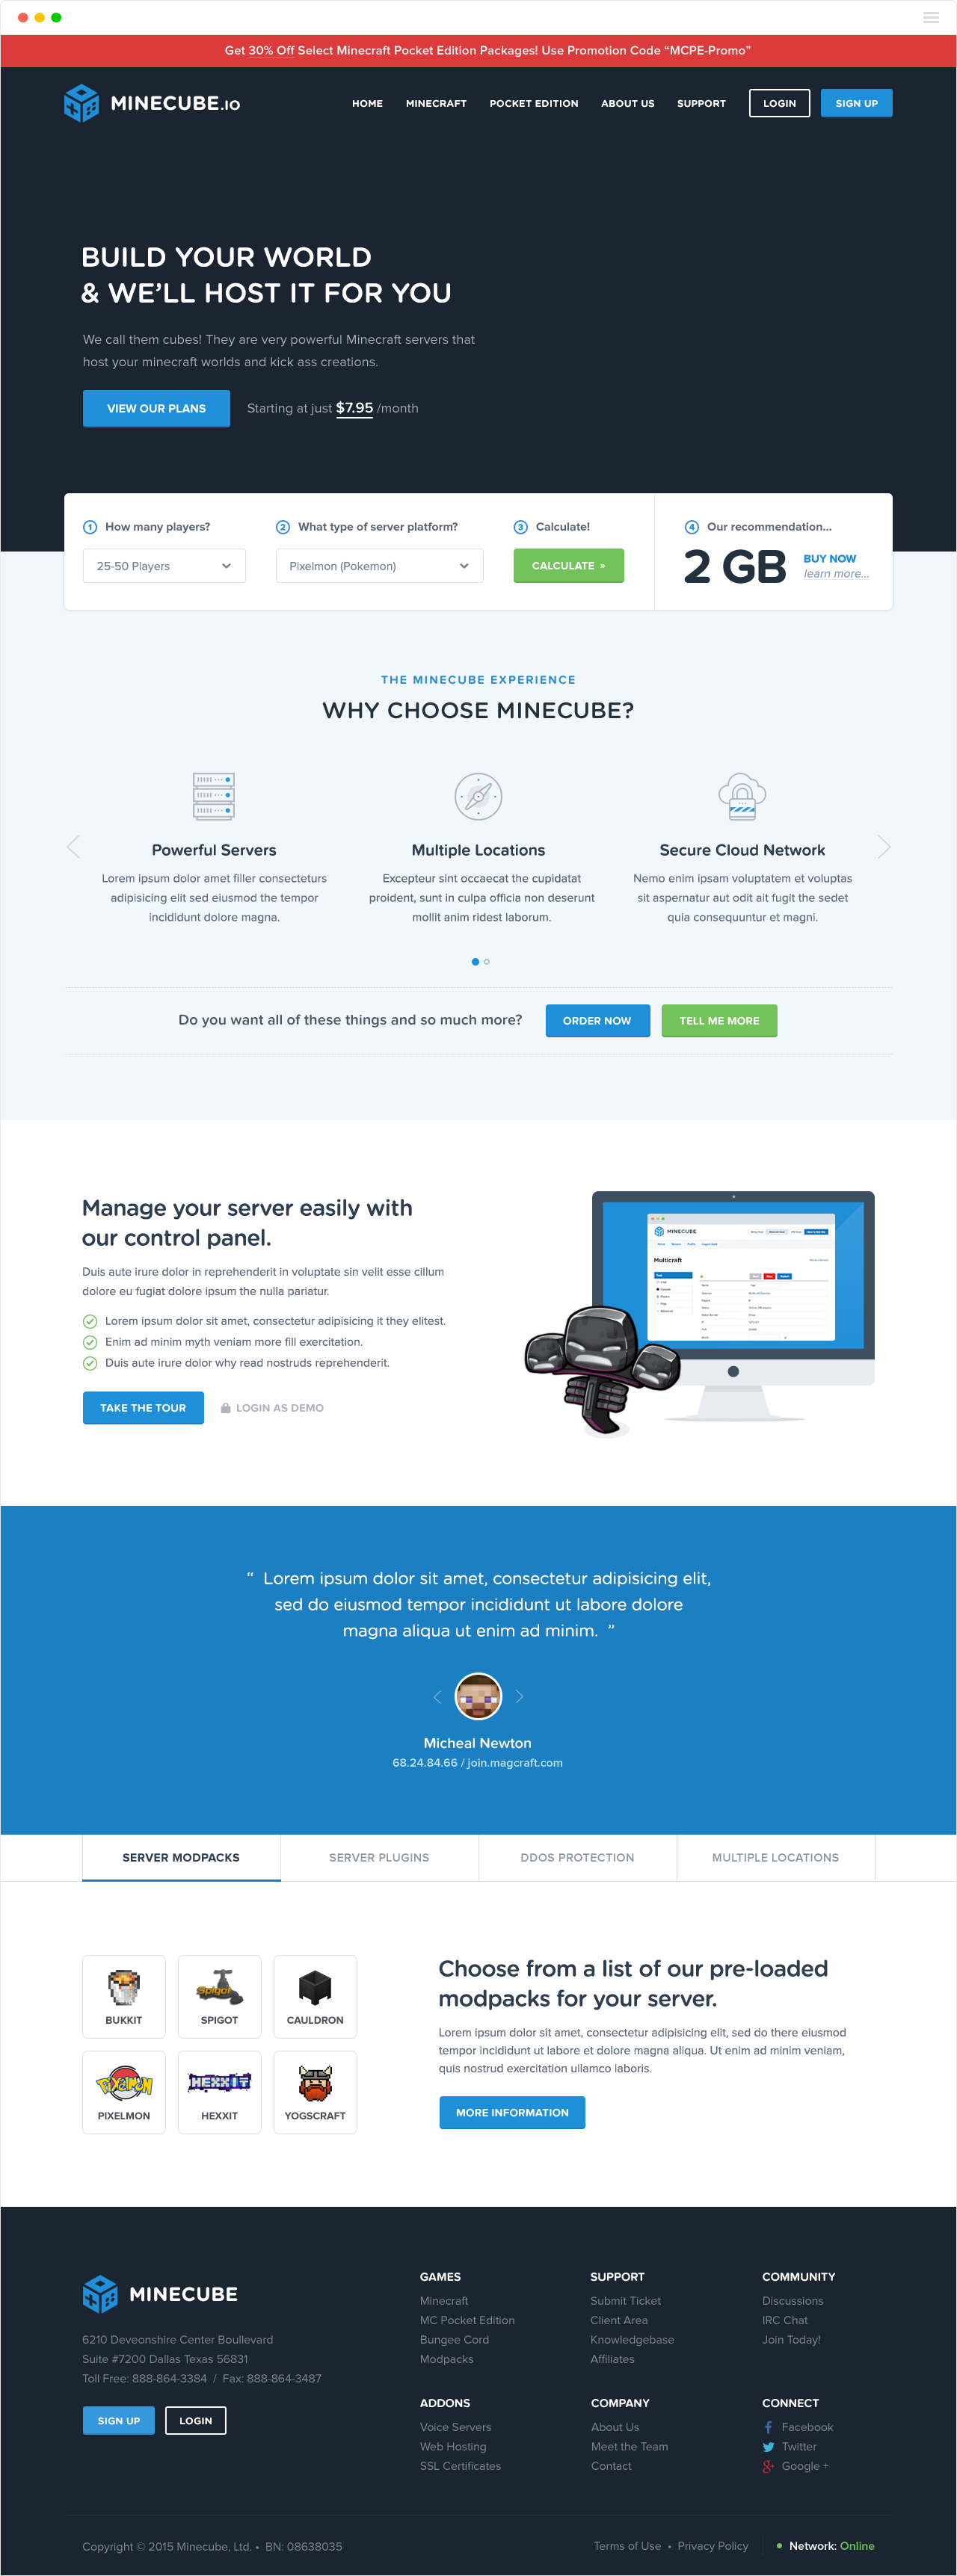 Get 30% Off Select Minecraft Pocket Edition Packages! Use Promotion Code “MCPE-Promo”
MINECUBE.IO
HOME MINECRAFT POCKET EDITION ABOUT US SUPPORT LOGIN SIGN UP
BUILD YOUR WORLD
& WE’LL HOST IT FOR YOU
We call them cubes! They are very powerful Minecraft servers that
host your minecraft worlds and kick ass creations.
VIEW OUR PLANS Starting at just $7.95 /month
1 How many players?
25-50 Players
2 What type of server platform?
Pixelmon (Pokemon)
3 Calculate!
CALCULATE »
4 Our recommendation...
2 GB
BUY NOW
learn more...
THE MINECUBE EXPERIENCE
WHY CHOOSE MINECUBE?
Powerful Servers
Lorem ipsum dolor amet filler consecteturs
adipisicing elit sed eiusmod the tempor
incididunt dolore magna.
Multiple Locations
Excepteur sint occaecat the cupidatat
proident, sunt in culpa officia non deserunt
mollit anim ridest laborum.
Secure Cloud Network
Nemo enim ipsam voluptatem et voluptas
sit aspernatur aut odit ait fugit the sedet
quia consequuntur et magni.
Do you want all of these things and so much more? ORDER NOW TELL ME MORE
Manage your server easily with
our control panel.
Duis aute irure dolor in reprehenderit in voluptate sin velit esse cillum
dolore eu fugiat dolore ipsum the nulla pariatur.
Lorem ipsum dolor sit amet, consectetur adipisicing it they elitest.
Enim ad minim myth veniam more fill exercitation.
Duis aute irure dolor why read nostruds reprehenderit.
TAKE THE TOUR LOGIN AS DEMO
MINECUBE
Multicraft
“ Lorem ipsum dolor sit amet, consectetur adipisicing elit,
sed do eiusmod tempor incididunt ut labore dolore
magna aliqua ut enim ad minim. ”
Micheal Newton
68.24.84.66 / join.magcraft.com
SERVER MODPACKS SERVER PLUGINS DDOS PROTECTION MULTIPLE LOCATIONS
Spigot
BUKKIT SPIGOT CAULDRON
PIXELMON HEXXIT
PIXELMON HEXXIT YOGSCRAFT
Choose from a list of our pre-loaded
modpacks for your server.
Lorem ipsum dolor sit amet, consectetur adipisicing elit, sed do there eiusmod
tempor incididunt ut labore et dolore magna aliqua. Ut enim ad minim veniam,
quis nostrud exercitation ullamco laboris.
MORE INFORMATION
MINECUBE
6210 Deveonshire Center Boullevard
Suite #7200 Dallas Texas 56831
Toll Free: 888-864-3384 / Fax: 888-864-3487
SIGN UP LOGIN
GAMES
Minecraft
MC Pocket Edition
Bungee Cord
Modpacks
SUPPORT
Submit Ticket
Client Area
Knowledgebase
Affiliates
COMMUNITY
Discussions
IRC Chat
Join Today!
ADDONS
Voice Servers
Web Hosting
SSL Certificates
COMPANY
About Us
Meet the Team
Contact
CONNECT
Facebook
Twitter
Google +
Copyright © 2015 Minecube, Ltd. • BN: 08638035
Terms of Use • Privacy Policy
Network: Online